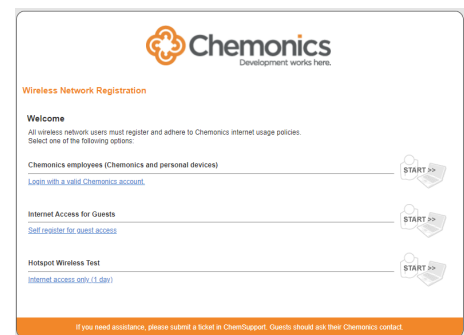 Chemonics
Development works here.
Wireless Network Registration
Welcome
All wireless network users must register and adhere to Chemonics internet usage policies.
Select one of the following options:
Chemonics employees (Chemonics and personal devices)
START >>
Login with a valid Chemonics account.
Internet Access for Guests
START >>
Self register for guest access
Hotspot Wireless Test
START >>
Internet access only (1 day)
If you need assistance, please submit a ticket in ChemSupport. Guests should ask their Chemonics contact.